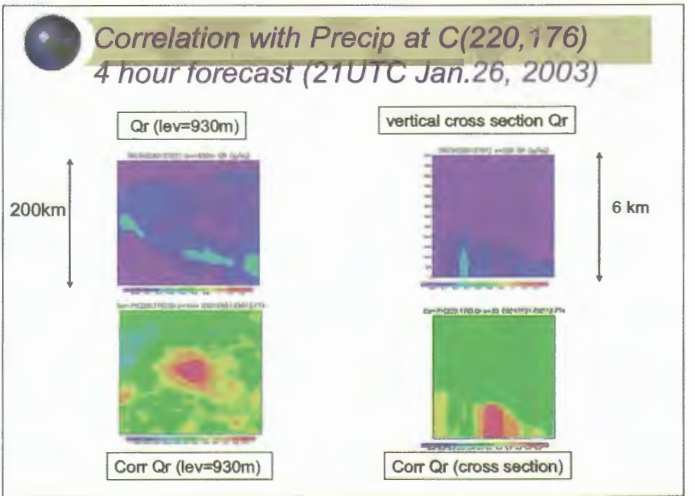 Correlation with Precip at C(220,176)
4 hour forecast (21UTC Jan.26, 2003)
Qr (lev=930m)
vertical cross section Qr
200km
6 km
Corr Qr (lev=930m)
Corr Qr (cross section)